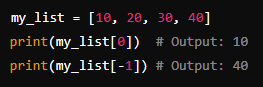 my_list = [10, 20, 30, 40]
print(my_list[0])  # Output: 10
print(my_list[-1]) # Output: 40